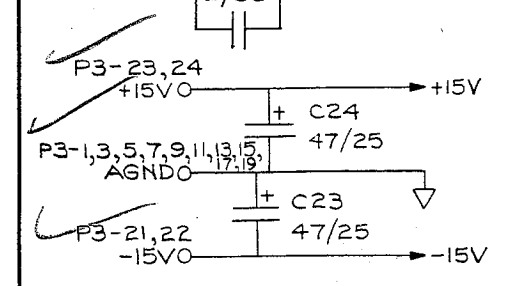 P3-23,24
+15V
+15V
+ C24
47/25
P3-1,3,5,7,9,11,13,15,
17,19
AGND
+ C23
47/25
P3-21,22
-15V
-15V